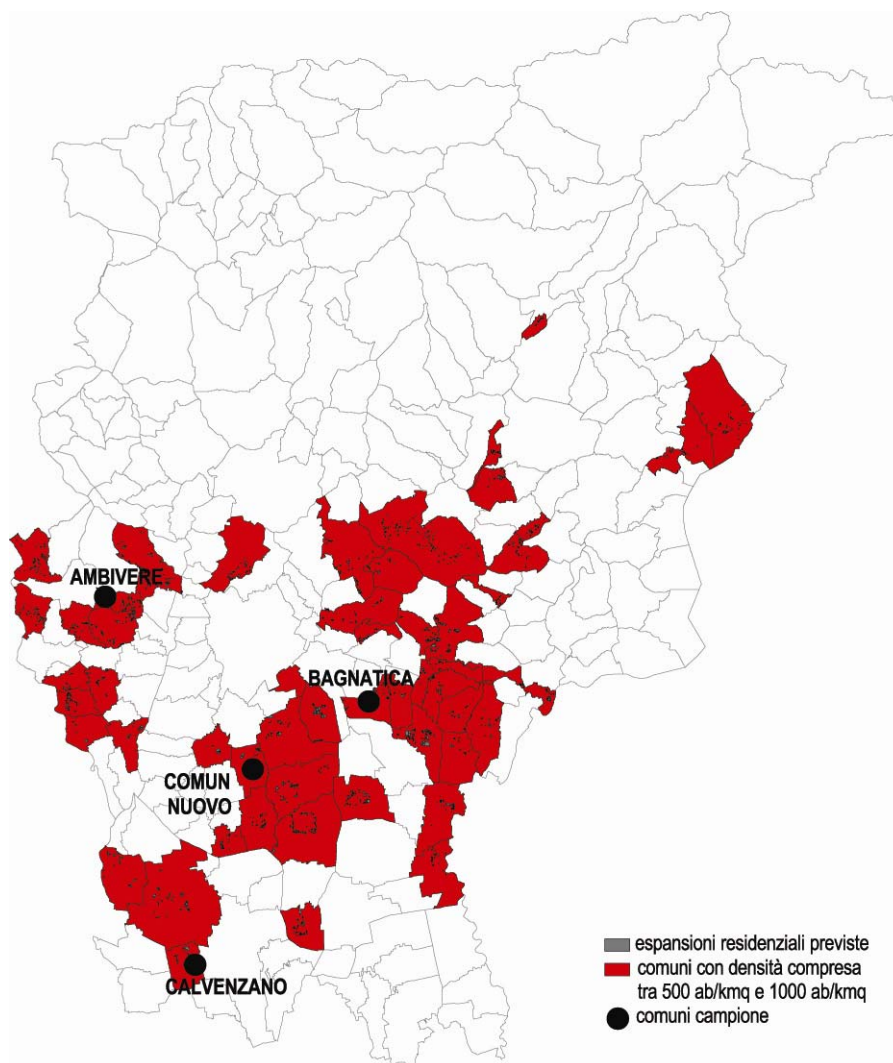 AMBIVERE
BAGNATICA
COMUN
NUOVO
CALVENZANO
espansioni residenziali previste
comuni con densità compresa
tra 500 ab/kmq e 1000 ab/kmq
comuni campione